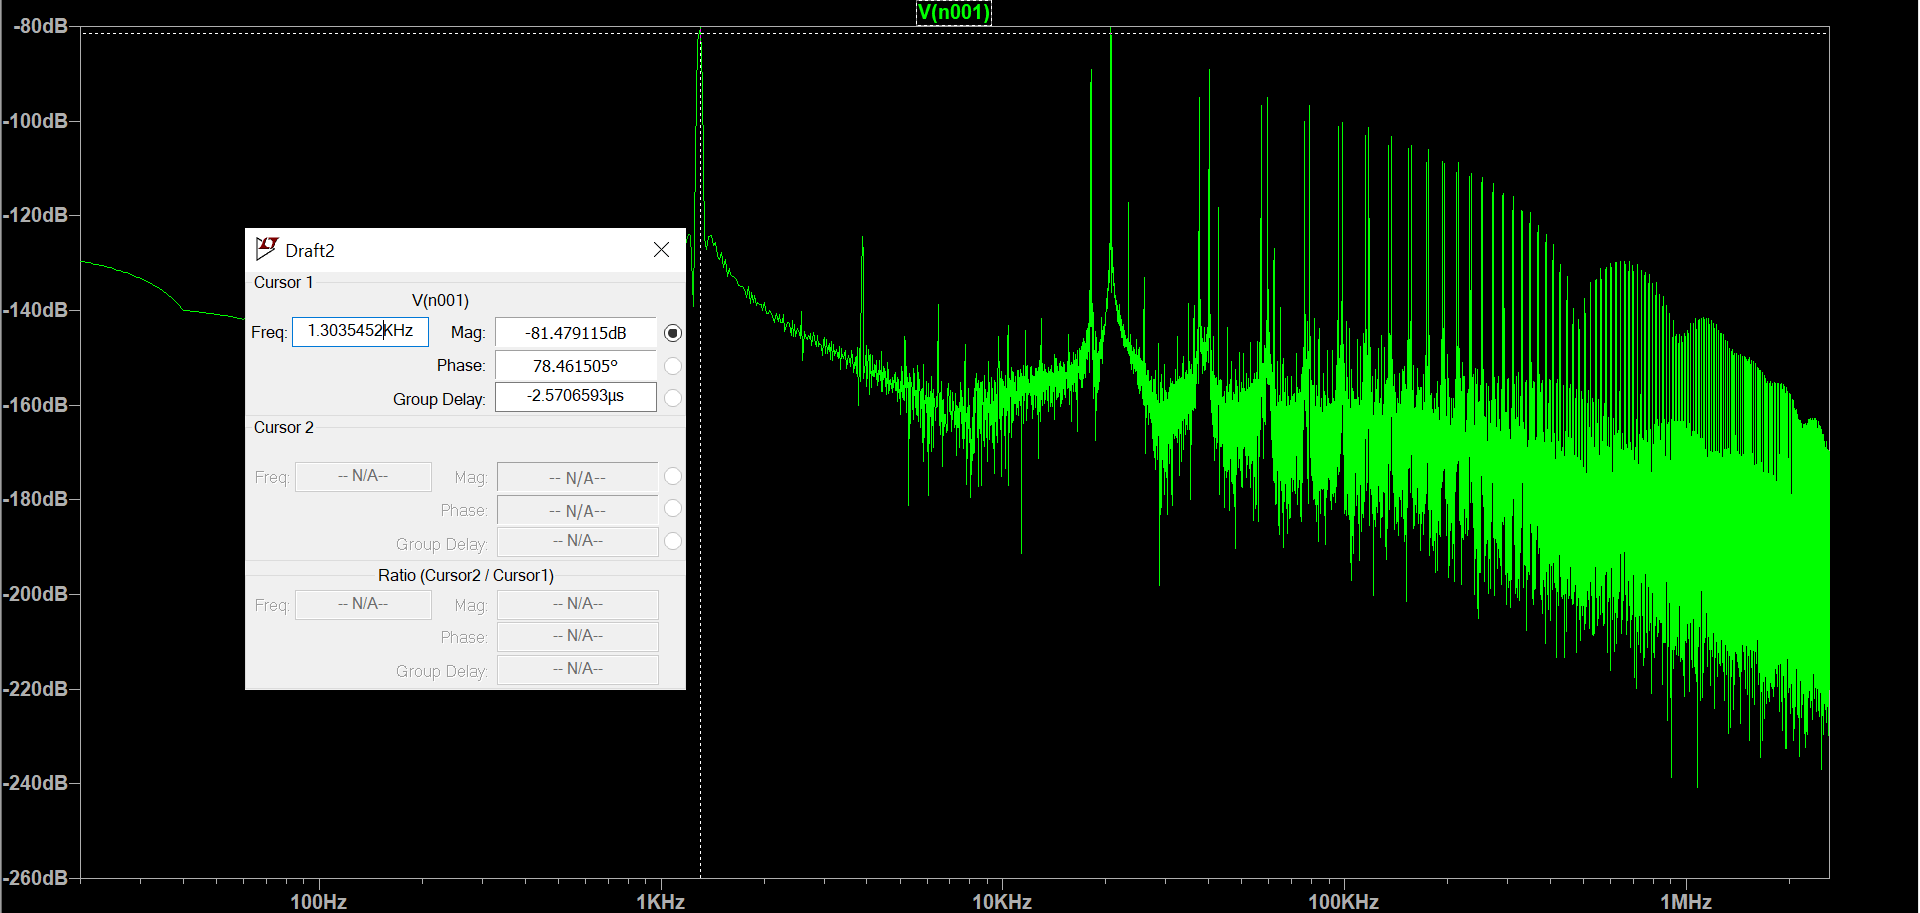 V(n001)
-80dB
-100dB
-120dB
-140dB
-160dB
-180dB
-200dB
-220dB
-240dB
-260dB
100Hz
1KHz
10KHz
100KHz
1MHz
Draft2
Cursor 1
V(n001)
Freq: 1.3035452KHz Mag: -81.479115dB
Phase: 78.461505º
Group Delay: -2.5706593µs
Cursor 2
Freq: -- N/A-- Mag: -- N/A--
Phase: -- N/A--
Group Delay: -- N/A--
Ratio (Cursor2 / Cursor1)
Freq: -- N/A-- Mag: -- N/A--
Phase: -- N/A--
Group Delay: -- N/A--